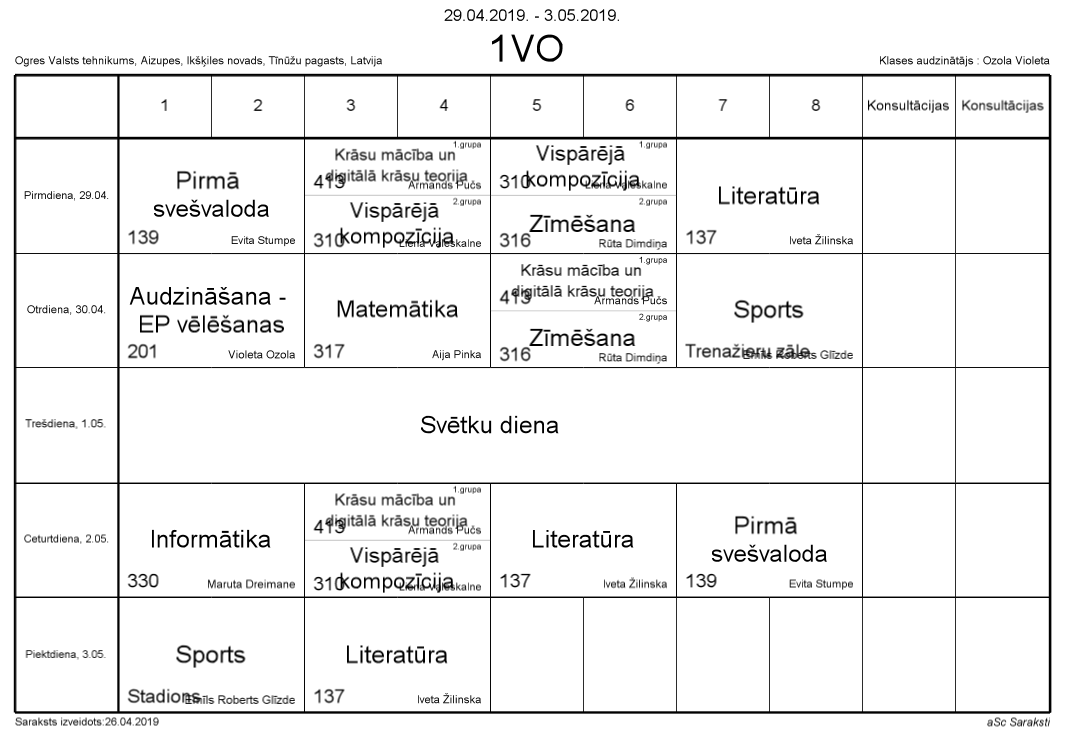 29.04.2019. - 3.05.2019.
1VO
Ogres Valsts tehnikums, Aizupes, Ikšķiles novads, Tīnūžu pagasts, Latvija
Klases audzinātājs : Ozola Violeta
1 2 3 4 5 6 7 8 Konsultācijas Konsultācijas
Pirmdiena, 29.04.
Pirmā
svešvaloda
139 Evita Stumpe
1.grupa
Krāsu mācība un
digitālā krāsu teorija
413 Armands Pučs
2.grupa
Vispārējā
kompozīcija
310 Liena Valeskalne
1.grupa
Vispārējā
kompozīcija
310 Liena Valeskalne
2.grupa
Zīmēšana
316 Rūta Dimdiņa
Literatūra
137 Iveta Žilinska
Otrdiena, 30.04.
Audzināšana -
EP vēlēšanas
201 Violeta Ozola
Matemātika
317 Aija Pinka
1.grupa
Krāsu mācība un
digitālā krāsu teorija
413 Armands Pučs
2.grupa
Zīmēšana
316 Rūta Dimdiņa
Sports
Trenažieru zāle Emīls Roberts Glīzde
Trešdiena, 1.05.
Svētku diena
Ceturtdiena, 2.05.
Informātika
330 Maruta Dreimane
1.grupa
Krāsu mācība un
digitālā krāsu teorija
413 Armands Pučs
2.grupa
Vispārējā
kompozīcija
310 Liena Valeskalne
Literatūra
137 Iveta Žilinska
Pirmā
svešvaloda
139 Evita Stumpe
Piektdiena, 3.05.
Sports
Stadions Emīls Roberts Glīzde
Literatūra
137 Iveta Žilinska
Saraksts izveidots:26.04.2019
aSc Saraksti